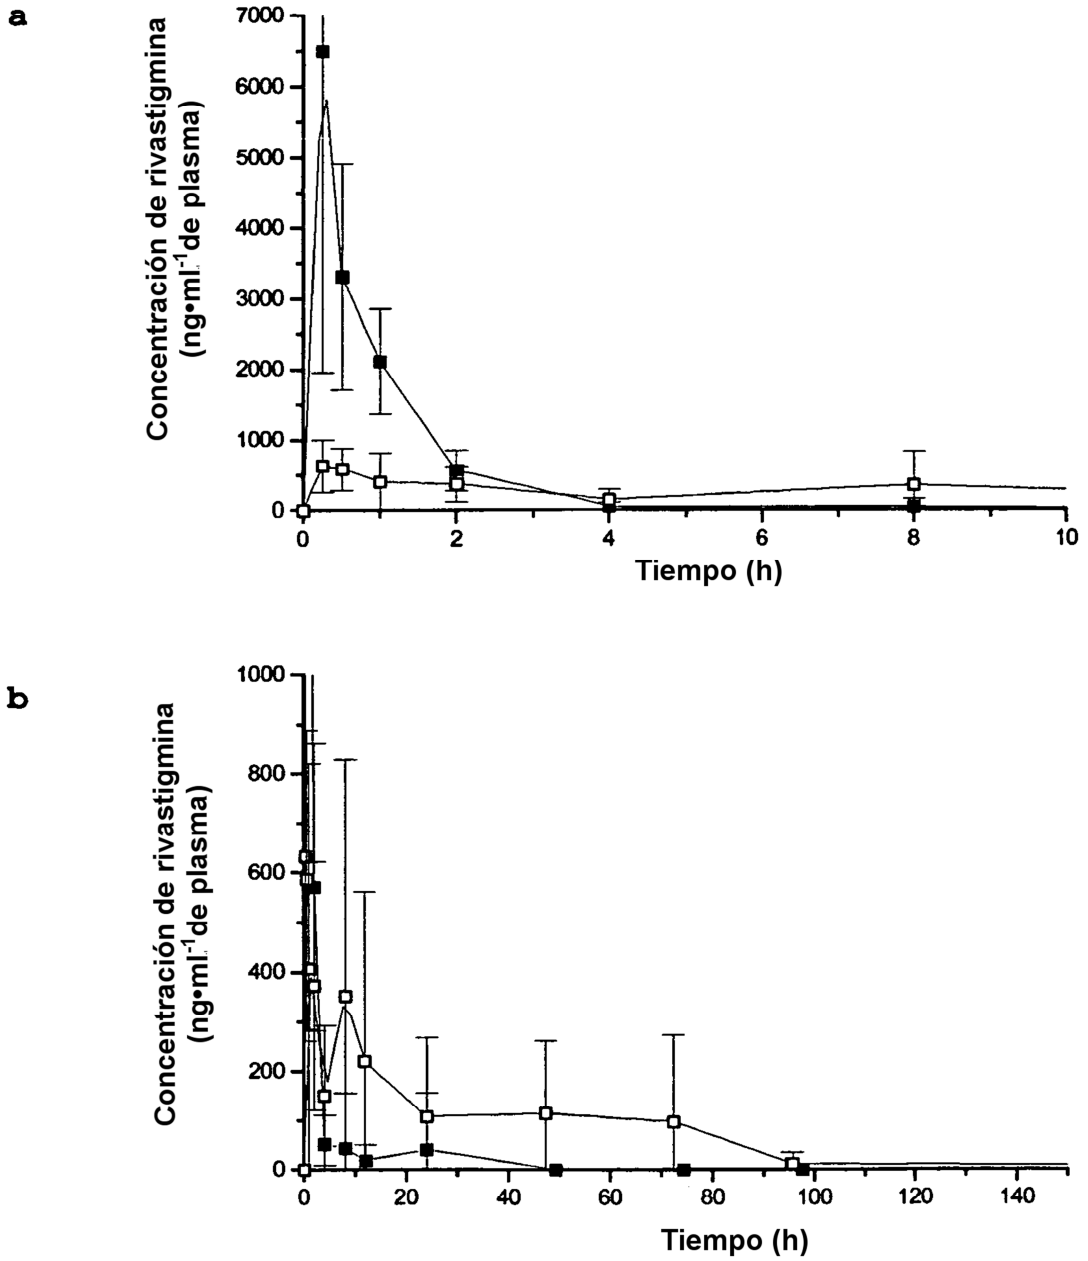 a
Concentración de rivastigmina
(ng•ml-1 de plasma)
7000
6000
5000
4000
3000
2000
1000
0
0 2 4 6 8 10
Tiempo (h)
b
Concentración de rivastigmina
(ng•ml-1 de plasma)
1000
800
600
400
200
0
0 20 40 60 80 100 120 140
Tiempo (h)